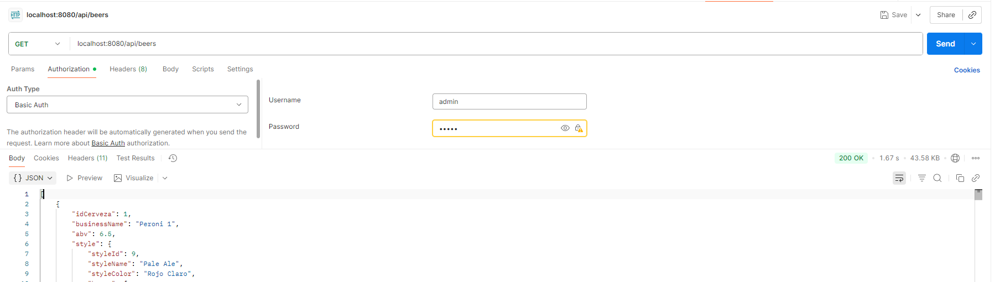 HTTP localhost:8080/api/beers Save Share
GET localhost:8080/api/beers Send
Params Authorization Headers (8) Body Scripts Settings Cookies
Auth Type
Basic Auth
Username admin
Password •••••
The authorization header will be automatically generated when you send the
request. Learn more about Basic Auth authorization.
Body Cookies Headers (11) Test Results 200 OK • 1.67 s • 43.58 KB
{} JSON Preview Visualize
1 [
2 {
3 "idCerveza": 1,
4 "businessName": "Peroni 1",
5 "abv": 6.5,
6 "style": {
7 "styleId": 9,
8 "styleName": "Pale Ale",
9 "styleColor": "Rojo Claro",